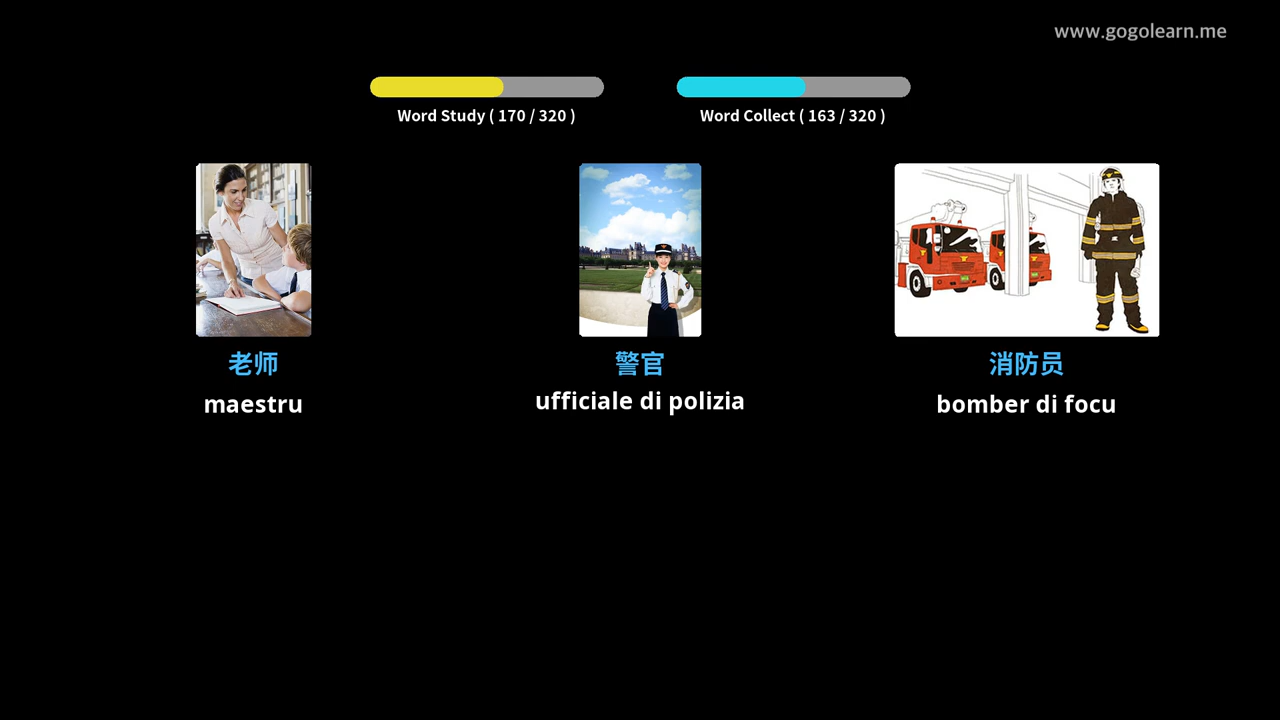 www.gogolearn.me
Word Study ( 170 / 320 )
Word Collect ( 163 / 320 )
老师
警官
消防员
maestru
ufficiale di polizia
bomber di focu